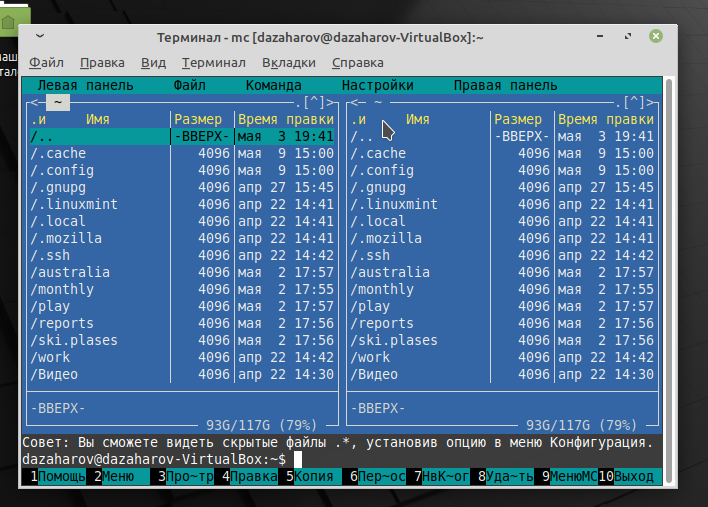 Терминал - mc [dazaharov@dazaharov-VirtualBox]:~
Файл Правка Вид Терминал Вкладки Справка
Левая панель Файл Команда Настройки Правая панель
<─ ~ .[^]> <─ ~ .[^]>
.и Имя Размер Время правки .и Имя Размер Время правки
/.. -ВВЕРХ- мая 3 19:41 /.. -ВВЕРХ- мая 3 19:41
/.cache 4096 мая 9 15:00 /.cache 4096 мая 9 15:00
/.config 4096 мая 9 15:00 /.config 4096 мая 9 15:00
/.gnupg 4096 апр 27 15:45 /.gnupg 4096 апр 27 15:45
/.linuxmint 4096 апр 22 14:41 /.linuxmint 4096 апр 22 14:41
/.local 4096 апр 22 14:41 /.local 4096 апр 22 14:41
/.mozilla 4096 апр 22 14:41 /.mozilla 4096 апр 22 14:41
/.ssh 4096 апр 22 14:42 /.ssh 4096 апр 22 14:42
/australia 4096 мая 2 17:57 /australia 4096 мая 2 17:57
/monthly 4096 мая 2 17:55 /monthly 4096 мая 2 17:55
/play 4096 мая 2 17:57 /play 4096 мая 2 17:57
/reports 4096 мая 2 17:56 /reports 4096 мая 2 17:56
/ski.plases 4096 мая 2 17:56 /ski.plases 4096 мая 2 17:56
/work 4096 апр 22 14:42 /work 4096 апр 22 14:42
/Видео 4096 апр 22 14:30 /Видео 4096 апр 22 14:30
-ВВЕРХ- -ВВЕРХ-
93G/117G (79%) 93G/117G (79%)
Совет: Вы сможете видеть скрытые файлы .*, установив опцию в меню Конфигурация.
dazaharov@dazaharov-VirtualBox:~$
1Помощь 2Меню 3Про~тр 4Правка 5Копия 6Пер~ос 7НвК~ог 8Уда~ть 9МенюМС 10Выход